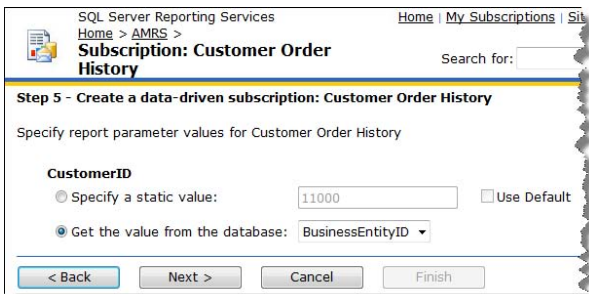 SQL Server Reporting Services
Home | My Subscriptions |
Home > AMRS >
Subscription: Customer Order
History
Search for:
Step 5 - Create a data-driven subscription: Customer Order History
Specify report parameter values for Customer Order History
CustomerID
Specify a static value: 11000 Use Default
Get the value from the database: BusinessEntityID
< Back Next > Cancel Finish